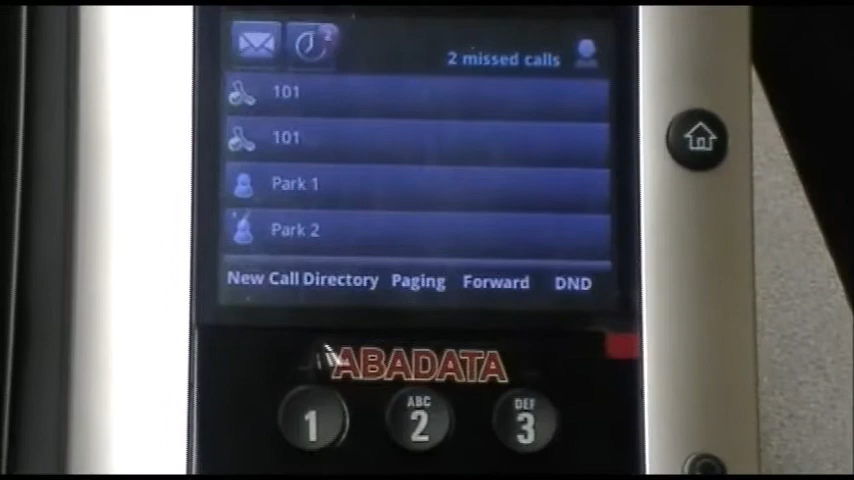 2
2 missed calls
101
101
Park 1
Park 2
New Call Directory Paging Forward DND
ABADATA
1 ABC 2 DEF 3